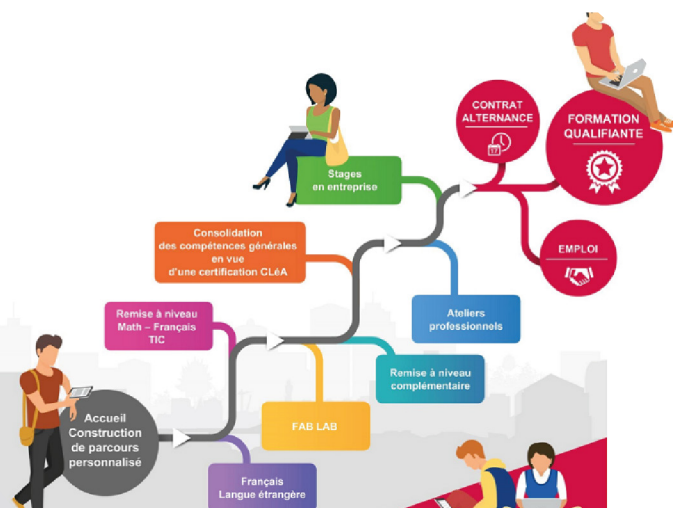 CONTRAT
ALTERNANCE
17
FORMATION
QUALIFIANTE
Stages
en entreprise
Consolidation
des compétences générales
en vue
d'une certification CLéA
EMPLOI
Remise à niveau
Math – Français
TIC
Ateliers
professionnels
Remise à niveau
complémentaire
Accueil
Construction
de parcours
personnalisé
FAB LAB
Français
Langue étrangère